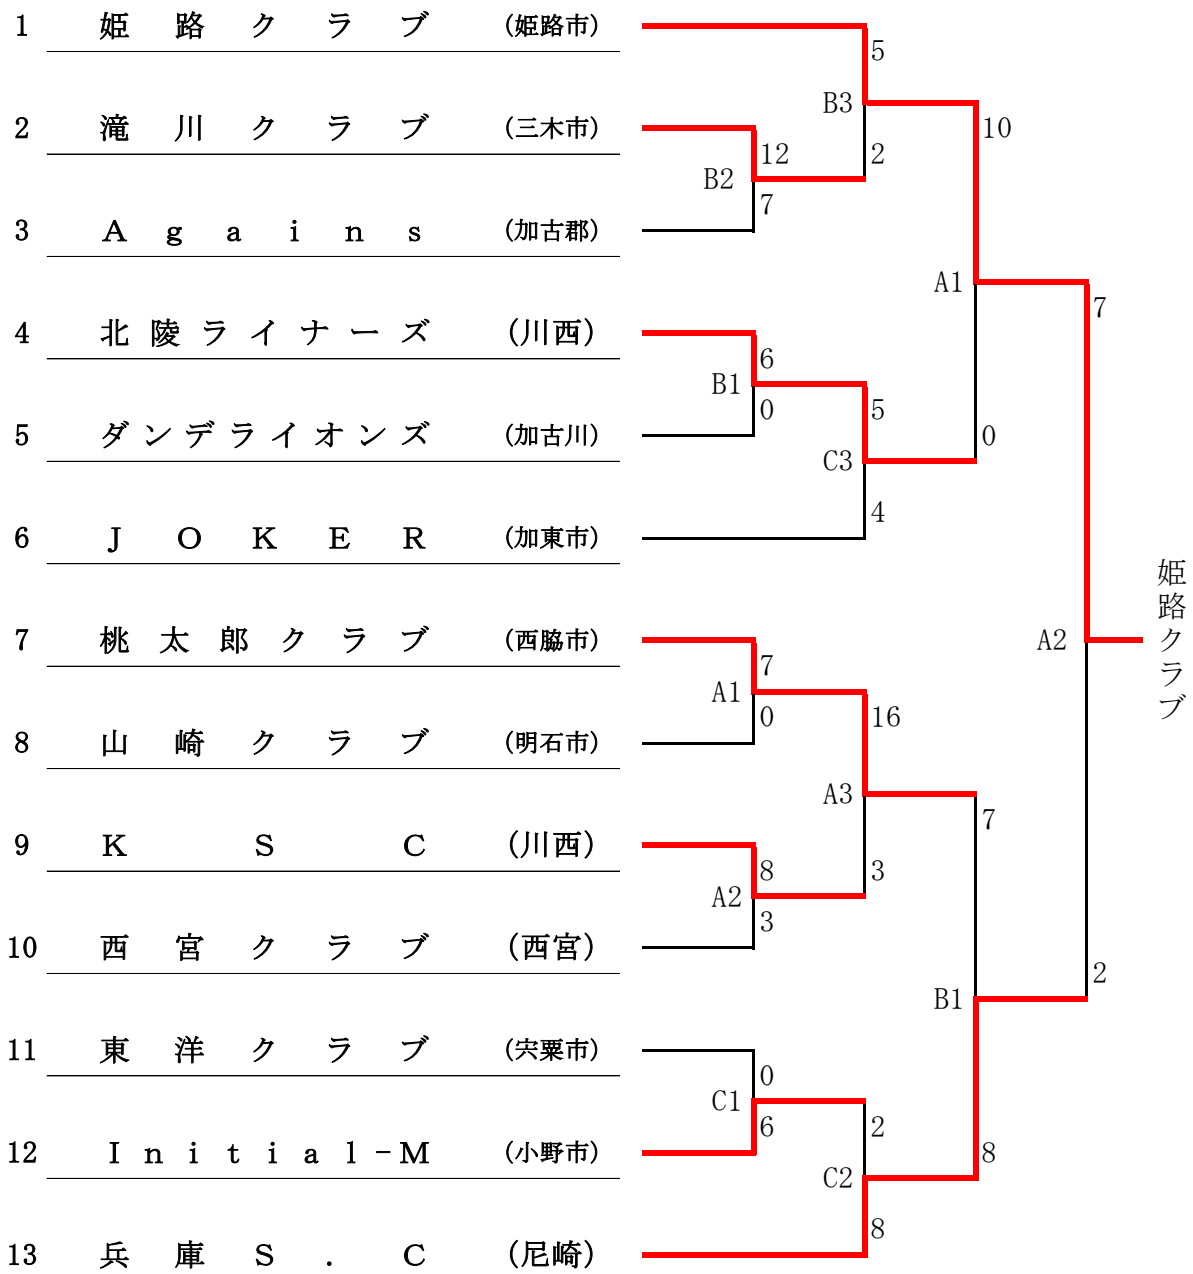 1 姫路クラブ (姫路市)
5
B3
10
2 滝川クラブ (三木市)
12
2
B2
7
3 Agains (加古郡)
A1
7
4 北陵ライナーズ (川西)
6
B1
0
5
5 ダンデライオンズ (加古川)
0
C3
4
6 JOKER (加東市)
姫路クラブ
7 桃太郎クラブ (西脇市)
A2
7
A1
0
16
8 山崎クラブ (明石市)
A3
7
9 KSC (川西)
8
3
A2
3
10 西宮クラブ (西宮)
2
B1
11 東洋クラブ (宍粟市)
0
C1
6
2
12 Initial-M (小野市)
8
C2
8
13 兵庫S.C (尼崎)